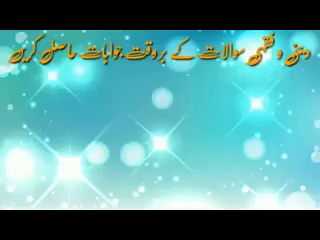 دینی و فقہی سوالات کے بروقت جوابات حاصل کریں